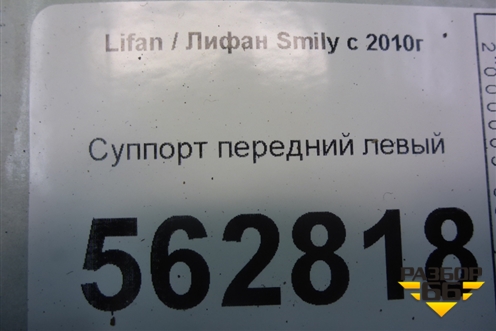 Lifan / Лифан Smily с 2010г
Суппорт передний левый
562818
РАЗБОР
66